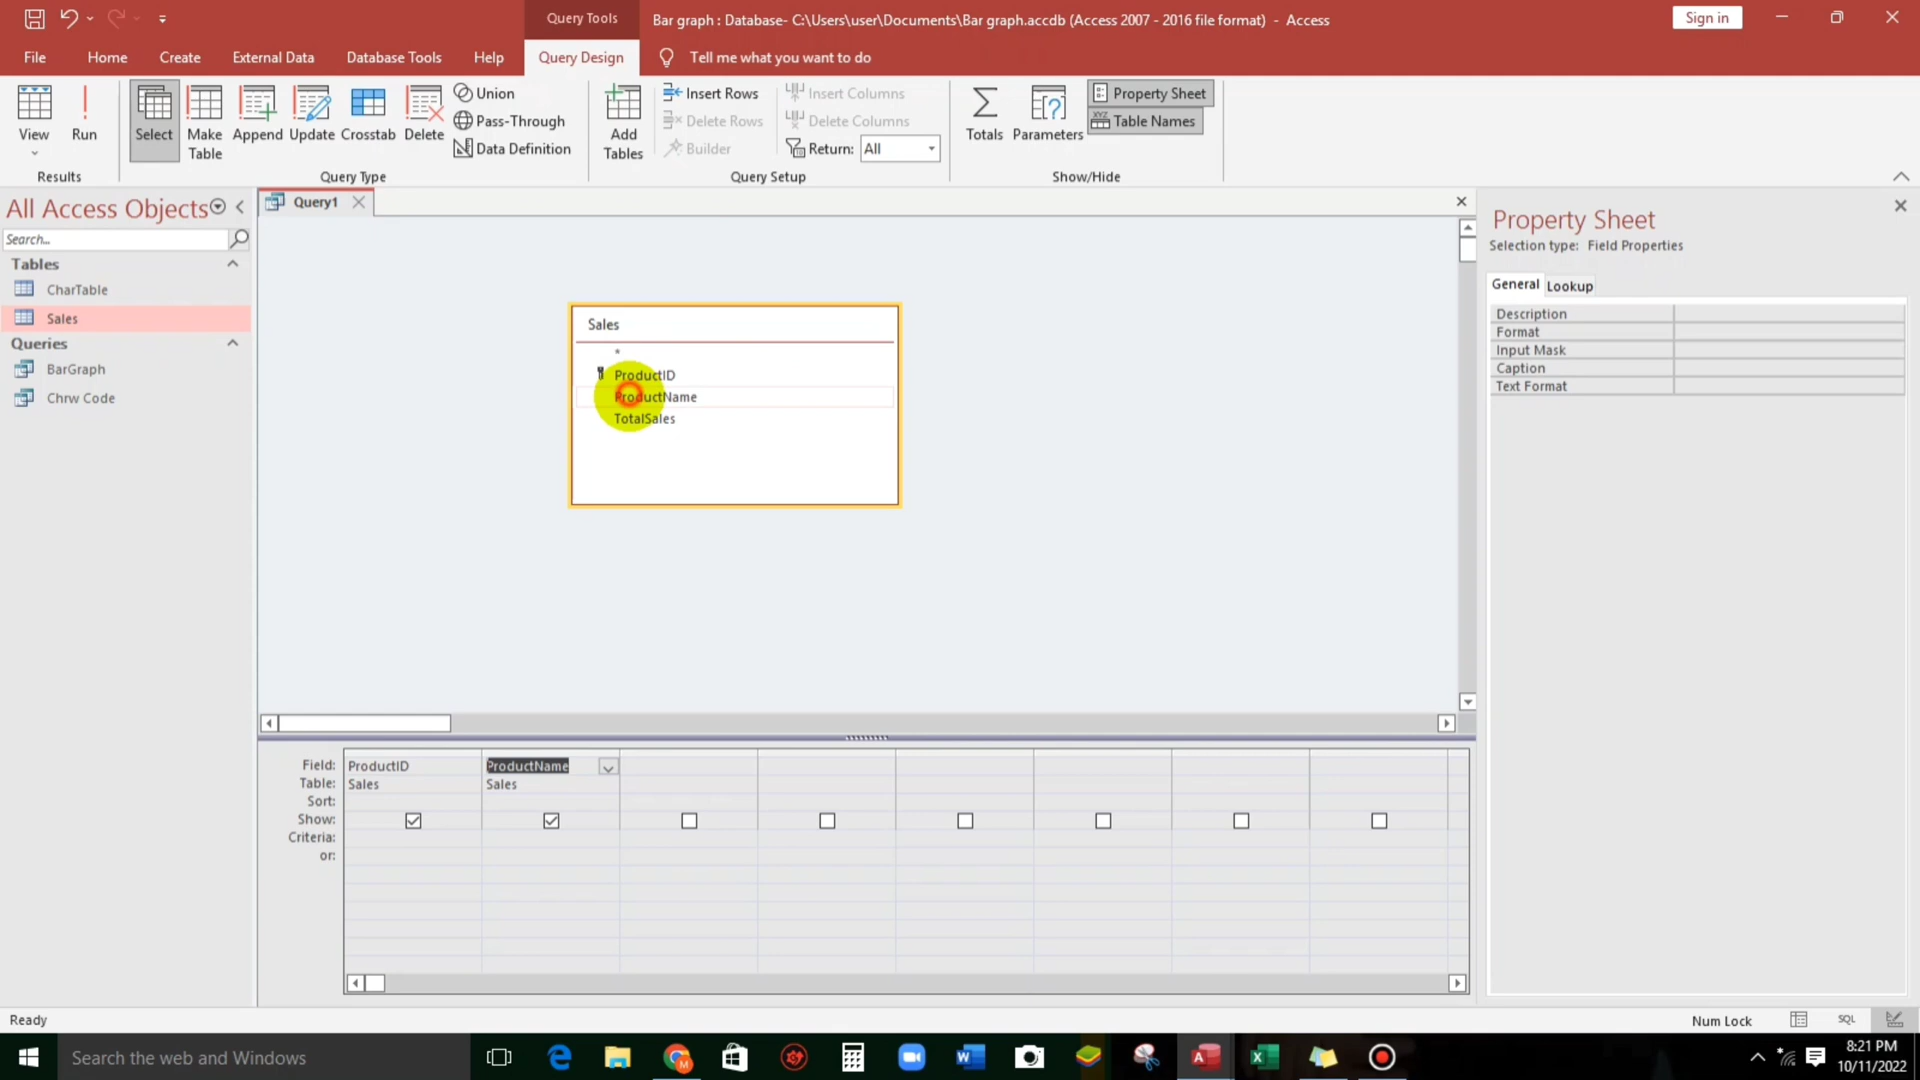 Query Tools
Bar graph : Database- C:\Users\user\Documents\Bar graph.accdb (Access 2007 - 2016 file format) - Access
Sign in
File
Home
Create
External Data
Database Tools
Help
Query Design
Tell me what you want to do
View
Run
Select
Make Table
Append
Update
Crosstab
Delete
Union
Pass-Through
Data Definition
Add Tables
Insert Rows
Delete Rows
Builder
Insert Columns
Delete Columns
Return: All
Totals
Parameters
Property Sheet
XYZ
Table Names
Results
Query Type
Query Setup
Show/Hide
All Access Objects
Search...
Tables
CharTable
Sales
Queries
BarGraph
Chrw Code
Query1
Sales
*
ProductID
ProductName
TotalSales
Property Sheet
Selection type: Field Properties
General
Lookup
Description
Format
Input Mask
Caption
Text Format
Field: ProductID ProductName
Table: Sales Sales
Sort:
Show:
Criteria:
or:
Ready
Num Lock
SQL
Search the web and Windows
8:21 PM
10/11/2022